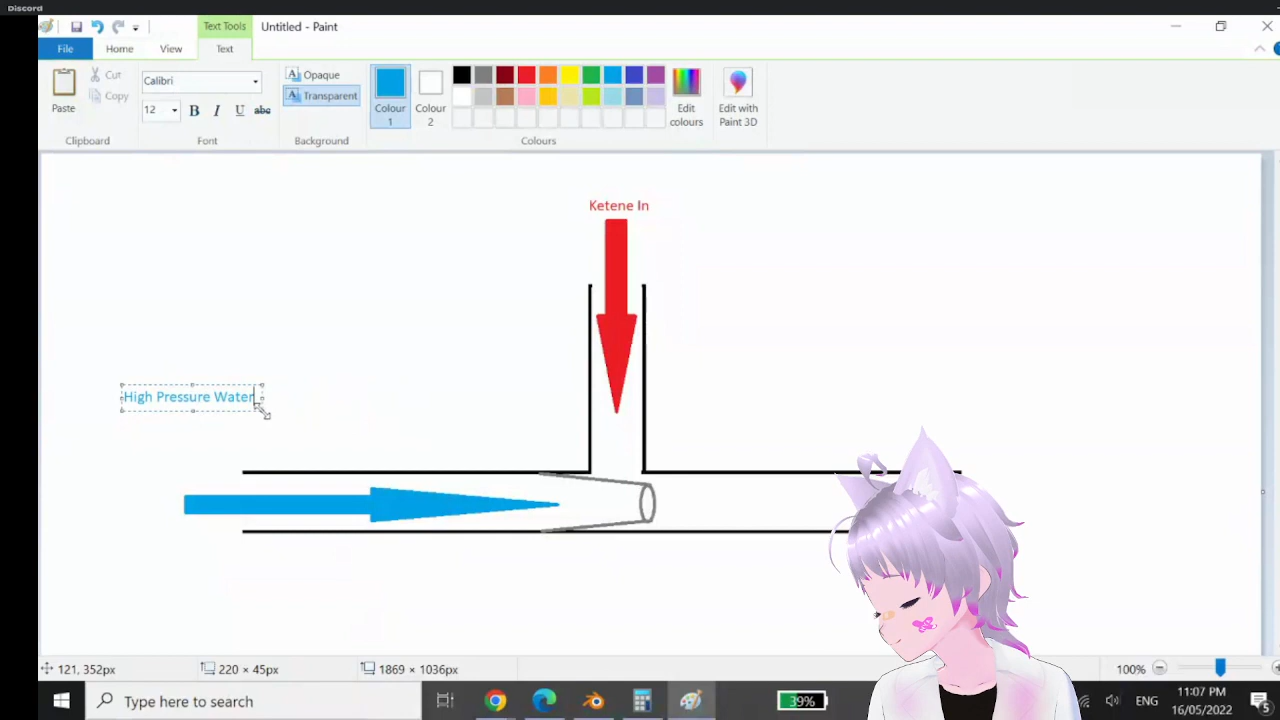 Discord
Text Tools
Untitled - Paint
File
Home
View
Text
Paste
Cut
Copy
Clipboard
Calibri
12
B
I
U
abc
Font
A Opaque
A Transparent
Background
Colour
1
Colour
2
Edit
colours
Edit with
Paint 3D
Colours
Ketene In
High Pressure Water
121, 352px
220 × 45px
1869 × 1036px
100%
Type here to search
39%
ENG
11:07 PM
16/05/2022
5